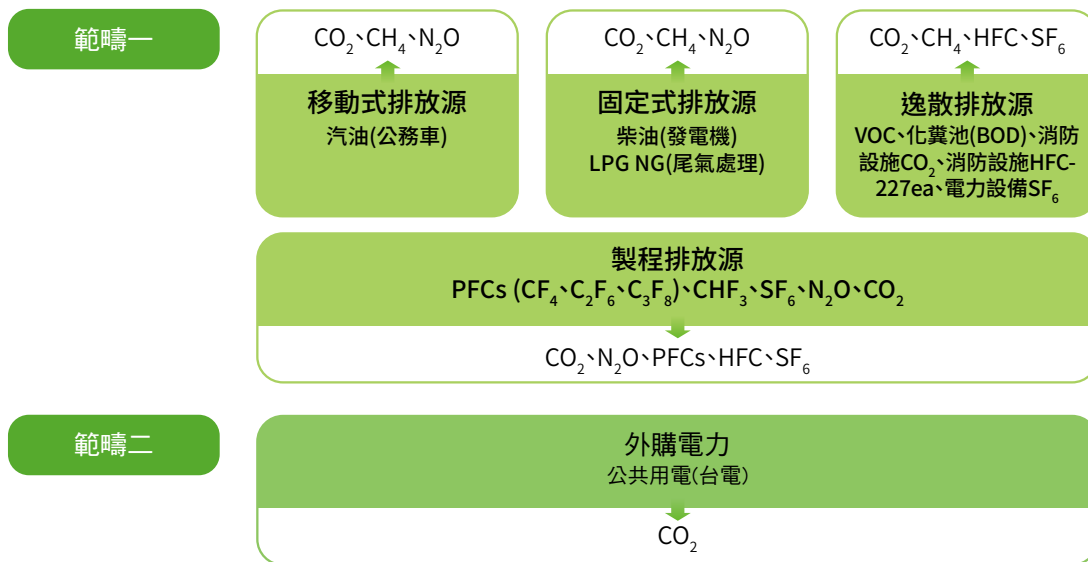 範疇一
CO₂、CH₄、N₂O
移動式排放源
汽油(公務車)
CO₂、CH₄、N₂O
固定式排放源
柴油(發電機)
LPG NG(尾氣處理)
CO₂、CH₄、HFC、SF₆
逸散排放源
VOC、化糞池(BOD)、消防
設施CO₂、消防設施HFC-
227ea、電力設備SF₆
製程排放源
PFCs (CF₄、C₂F₆、C₃F₈)、CHF₃、SF₆、N₂O、CO₂
CO₂、N₂O、PFCs、HFC、SF₆
範疇二
外購電力
公共用電(台電)
CO₂